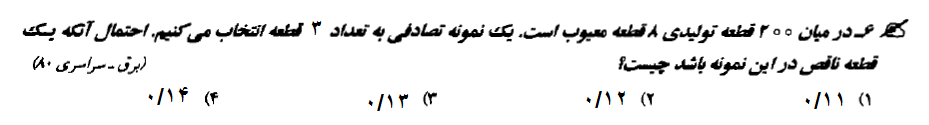 ۶ـ در میان ۲۰۰ قطعه تولیدی ۸ قطعه معیوب است. یک نمونه تصادفی به تعداد ۳ قطعه انتخاب می‌کنیم. احتمال آنکه یـک
قطعه ناقص در این نمونه باشد چیست؟ (برق ـ سراسری ۸۰)
۱) ۰/۱۱ ۲) ۰/۱۲ ۳) ۰/۱۳ ۴) ۰/۱۴